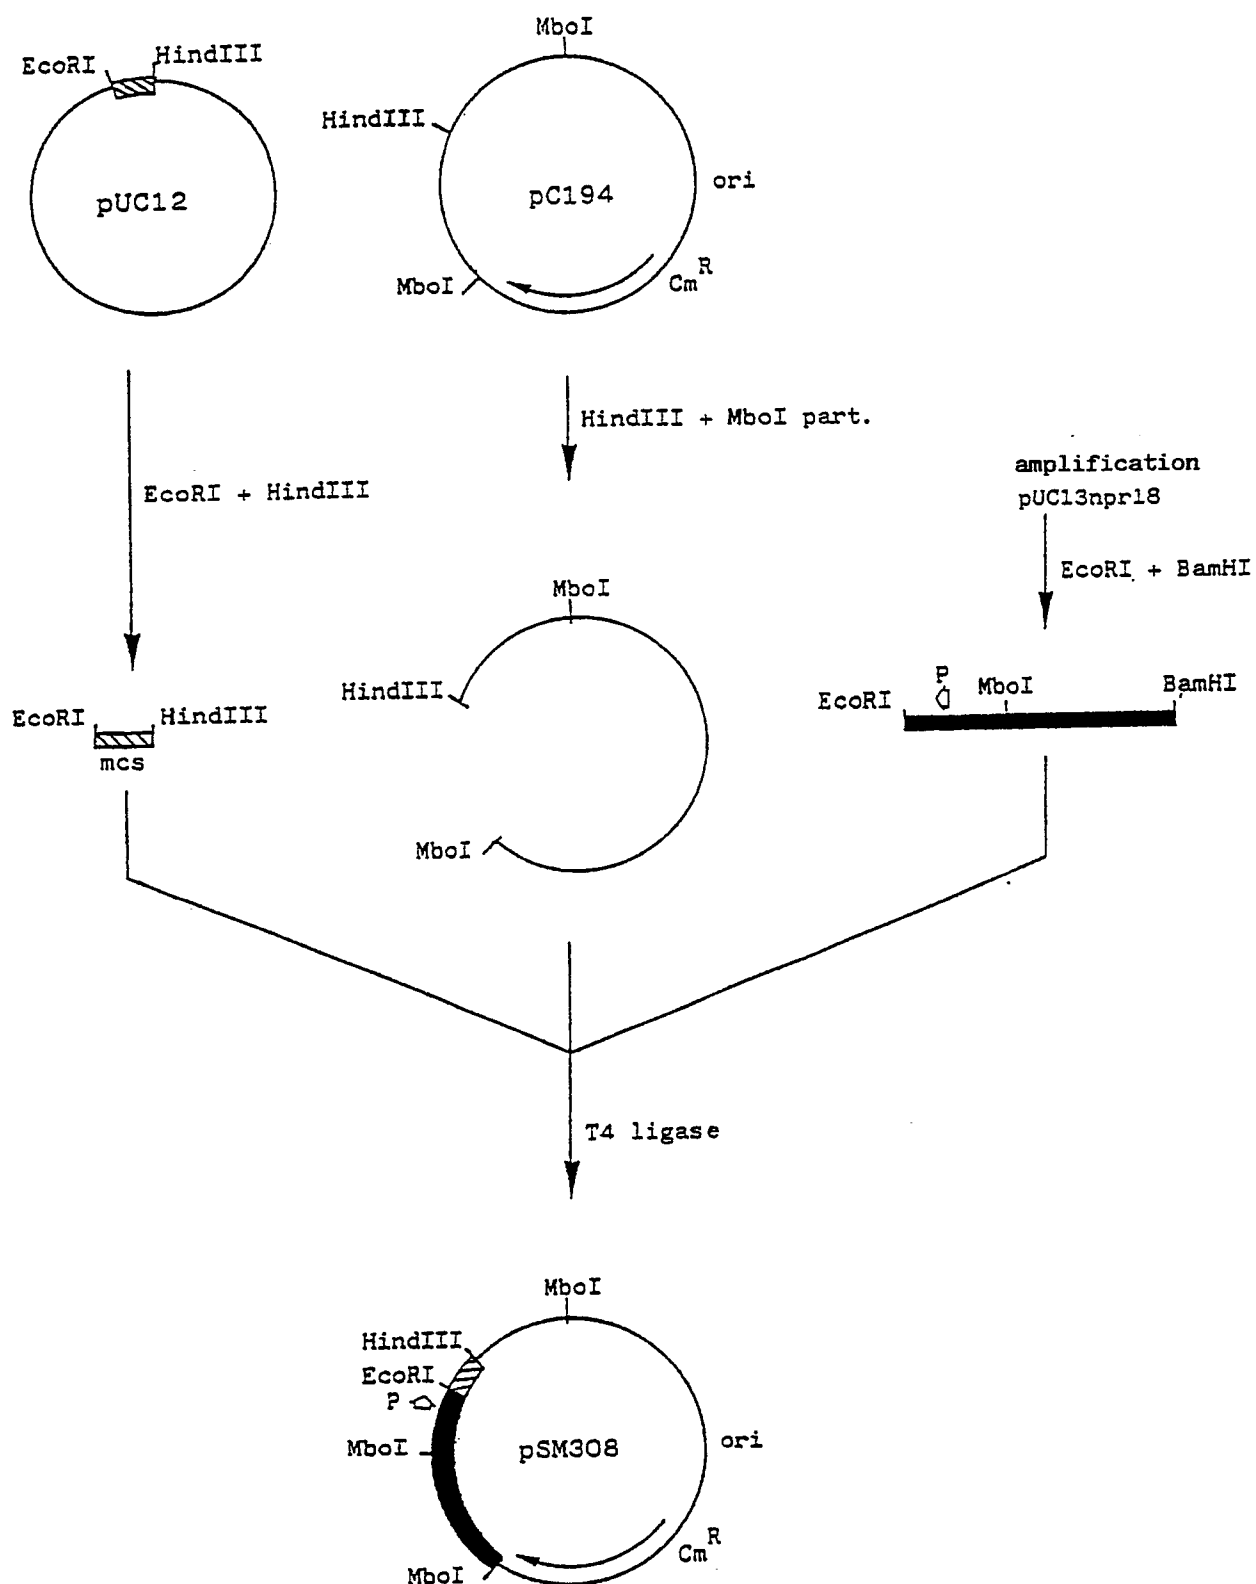 MboI
EcoRI
HindIII
HindIII
pUC12
pC194
ori
MboI
Cm^R
HindIII + MboI part.
EcoRI + HindIII
amplification
pUC13npr18
EcoRI + BamHI
MboI
HindIII
EcoRI
HindIII
mcs
MboI
P
EcoRI
MboI
BamHI
T4 ligase
MboI
HindIII
EcoRI
P
MboI
pSM308
ori
Cm^R
MboI